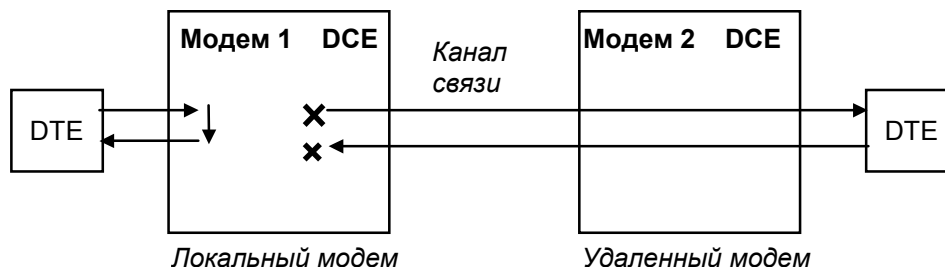 Модем 1 DCE
Модем 2 DCE
Канал
связи
DTE
DTE
Локальный модем
Удаленный модем